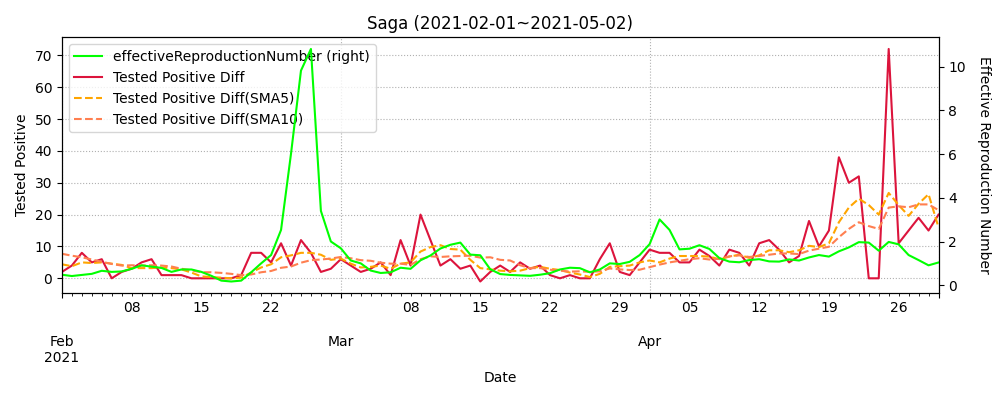 Saga (2021-02-01~2021-05-02)
effectiveReproductionNumber (right)
Tested Positive Diff
Tested Positive Diff(SMA5)
Tested Positive Diff(SMA10)
Tested Positive
70
60
50
40
30
20
10
0
Effective Reproduction Number
10
8
6
4
2
0
08 15 22 08 15 22 29 05 12 19 26
Feb Mar Apr
2021
Date